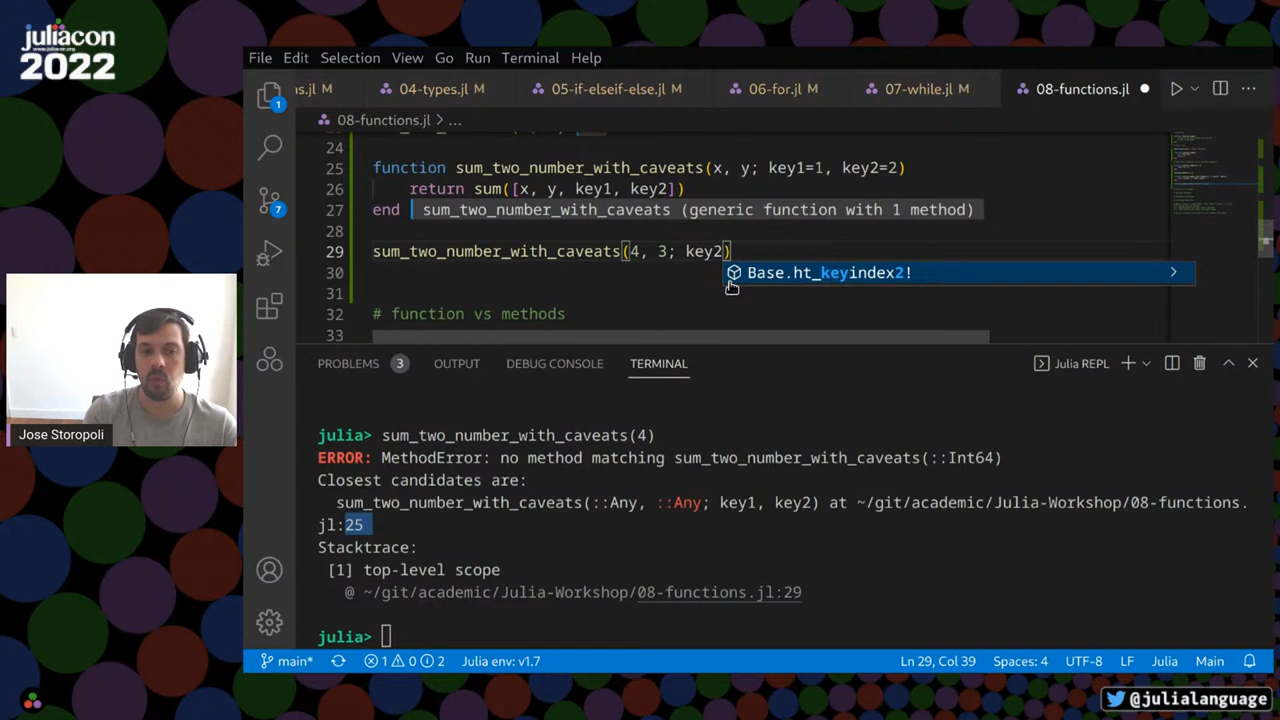 juliacon
www.juliacon.org
2022
File Edit Selection View Go Run Terminal Help
1
ns.jl M 04-types.jl M 05-if-elseif-else.jl M 06-for.jl M 07-while.jl M 08-functions.jl
08-functions.jl > ...
24
25 function sum_two_number_with_caveats(x, y; key1=1, key2=2)
26 return sum([x, y, key1, key2])
27 end sum_two_number_with_caveats (generic function with 1 method)
28
29 sum_two_number_with_caveats(4, 3; key2)
30 Base.ht_keyindex2!
31
32 # function vs methods
33
7
PROBLEMS 3 OUTPUT DEBUG CONSOLE TERMINAL Julia REPL
julia> sum_two_number_with_caveats(4)
ERROR: MethodError: no method matching sum_two_number_with_caveats(::Int64)
Closest candidates are:
sum_two_number_with_caveats(::Any, ::Any; key1, key2) at ~/git/academic/Julia-Workshop/08-functions.
jl:25
Stacktrace:
[1] top-level scope
@ ~/git/academic/Julia-Workshop/08-functions.jl:29
julia>
Jose Storopoli
main* 1 0 2 Julia env: v1.7 Ln 29, Col 39 Spaces: 4 UTF-8 LF Julia Main
@julialanguage